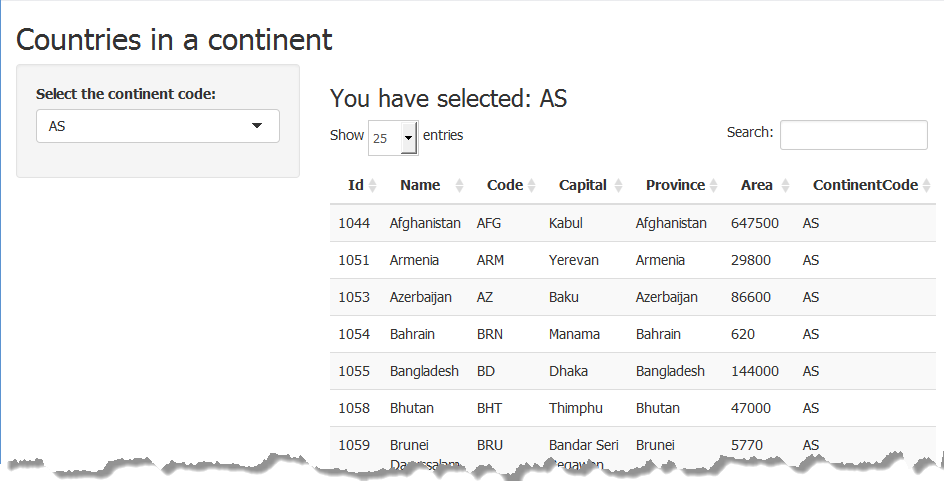 Countries in a continent
Select the continent code:
AS
You have selected: AS
Show 25 entries Search:
Id Name Code Capital Province Area ContinentCode
1044 Afghanistan AFG Kabul Afghanistan 647500 AS
1051 Armenia ARM Yerevan Armenia 29800 AS
1053 Azerbaijan AZ Baku Azerbaijan 86600 AS
1054 Bahrain BRN Manama Bahrain 620 AS
1055 Bangladesh BD Dhaka Bangladesh 144000 AS
1058 Bhutan BHT Thimphu Bhutan 47000 AS
1059 Brunei BRU Bandar Seri Brunei 5770 AS